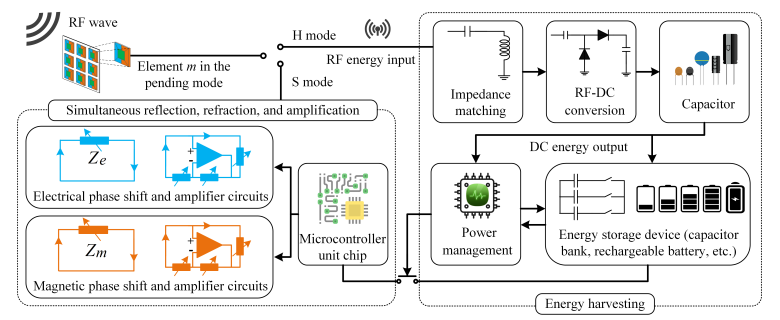 RF wave
Element m in the
pending mode
H mode
S mode
RF energy input
Impedance
matching
RF-DC
conversion
Capacitor
Simultaneous reflection, refraction, and amplification
DC energy output
Ze
+
-
Electrical phase shift and amplifier circuits
Zm
+
-
Magnetic phase shift and amplifier circuits
Microcontroller
unit chip
Power
management
Energy storage device (capacitor
bank, rechargeable battery, etc.)
Energy harvesting